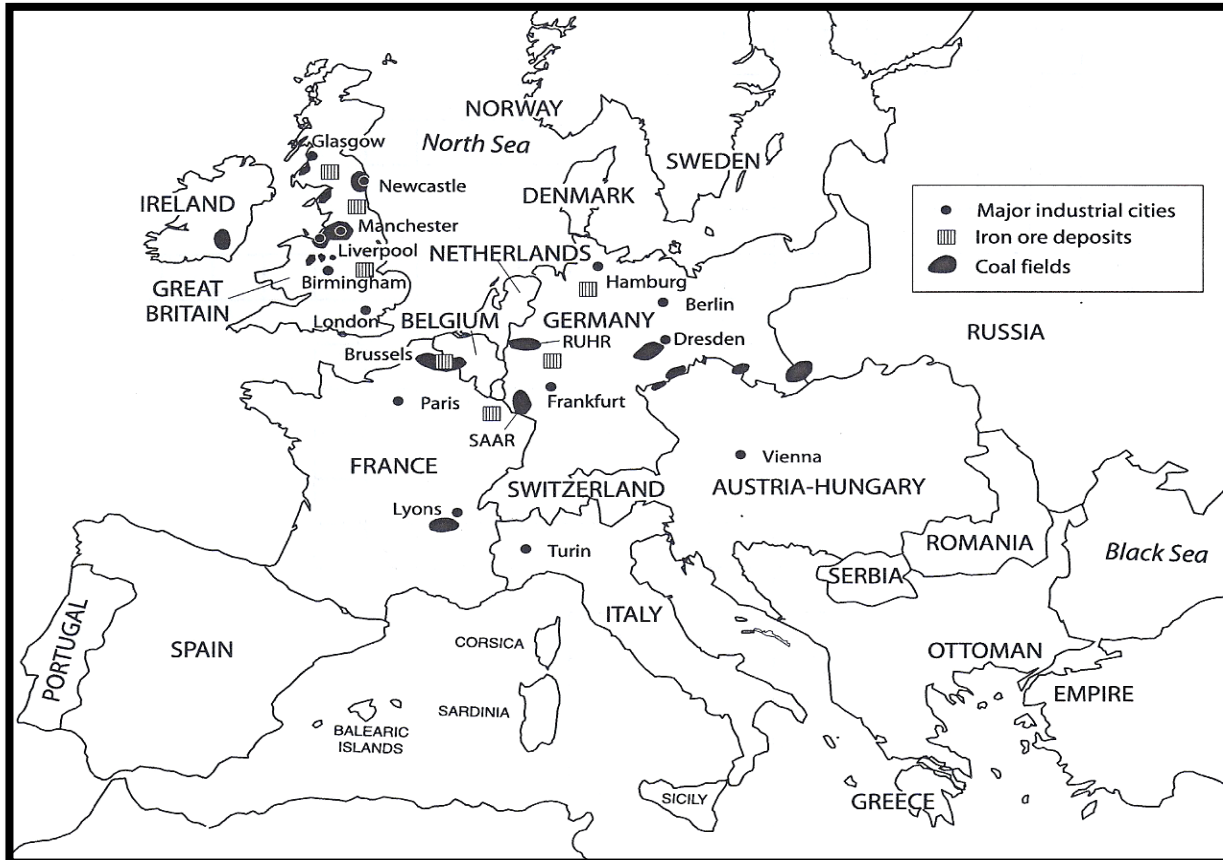 NORWAY
North Sea
SWEDEN
Glasgow
Newcastle
IRELAND
DENMARK
Manchester
Liverpool
NETHERLANDS
Birmingham
GREAT
BRITAIN
London
Hamburg
BELGIUM
GERMANY
Berlin
Brussels
RUHR
Dresden
RUSSIA
Paris
Frankfurt
SAAR
FRANCE
Vienna
SWITZERLAND
AUSTRIA-HUNGARY
Lyons
Turin
ROMANIA
SERBIA
Black Sea
ITALY
PORTUGAL
SPAIN
CORSICA
OTTOMAN
EMPIRE
SARDINIA
BALEARIC
ISLANDS
SICILY
GREECE
Major industrial cities
Iron ore deposits
Coal fields